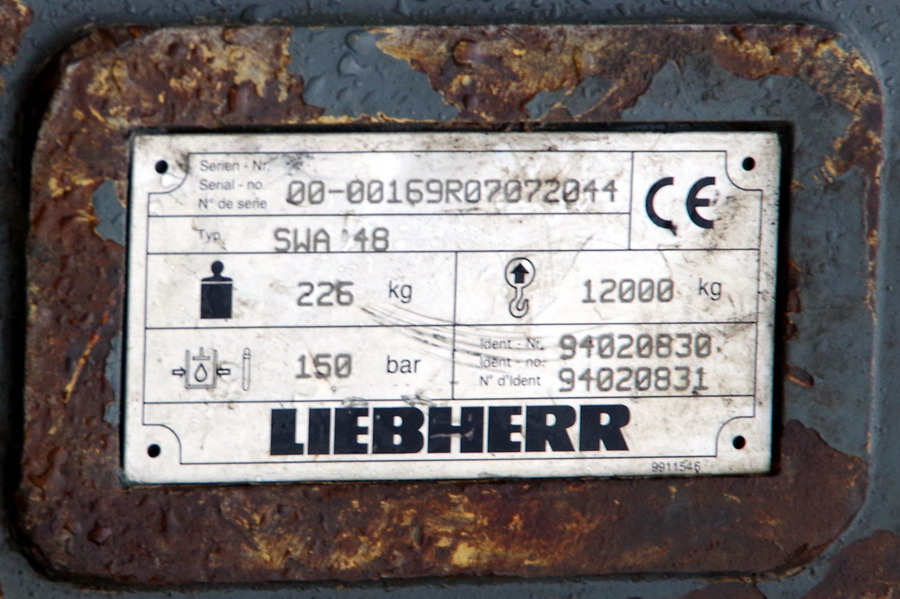 Serien - Nr.
Serial - no.
N° de serie
00-00169R07072044
CE
Typ
SWA 48
226 kg
12000 kg
150 bar
Ident - Nr.
Ident - no.
N° d'Ident
94020830
94020831
LIEBHERR
9911546